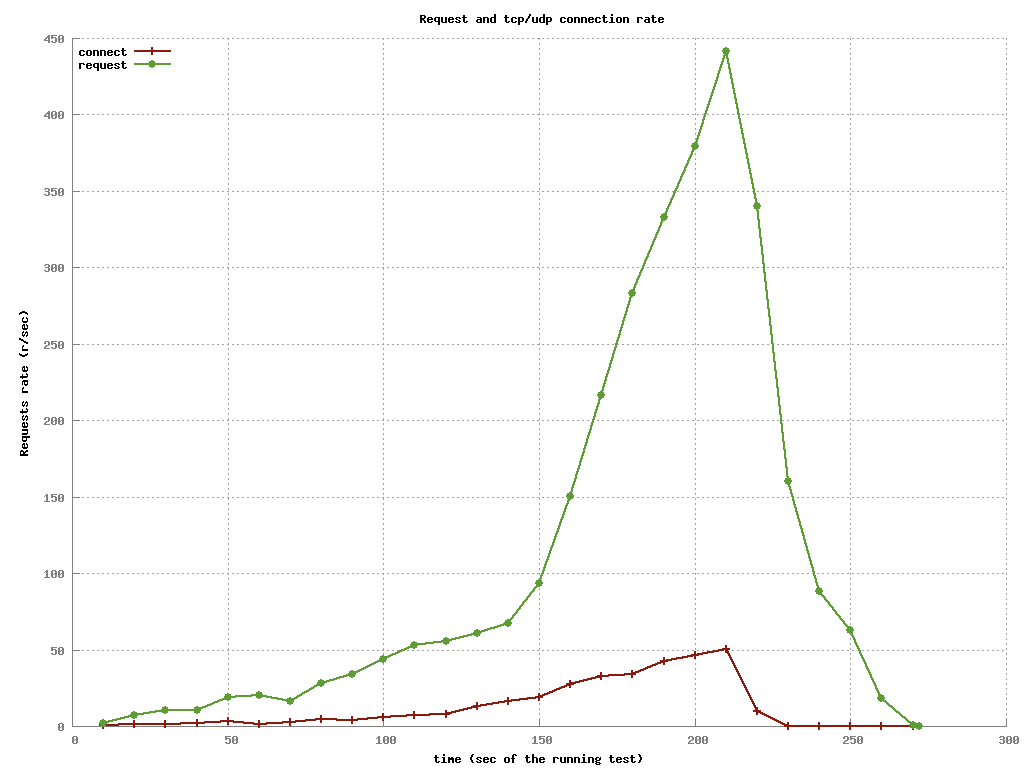 Request and tcp/udp connection rate
connect
request
450
400
350
300
250
200
150
100
50
0
Requests rate (r/sec)
0 50 100 150 200 250 300
time (sec of the running test)